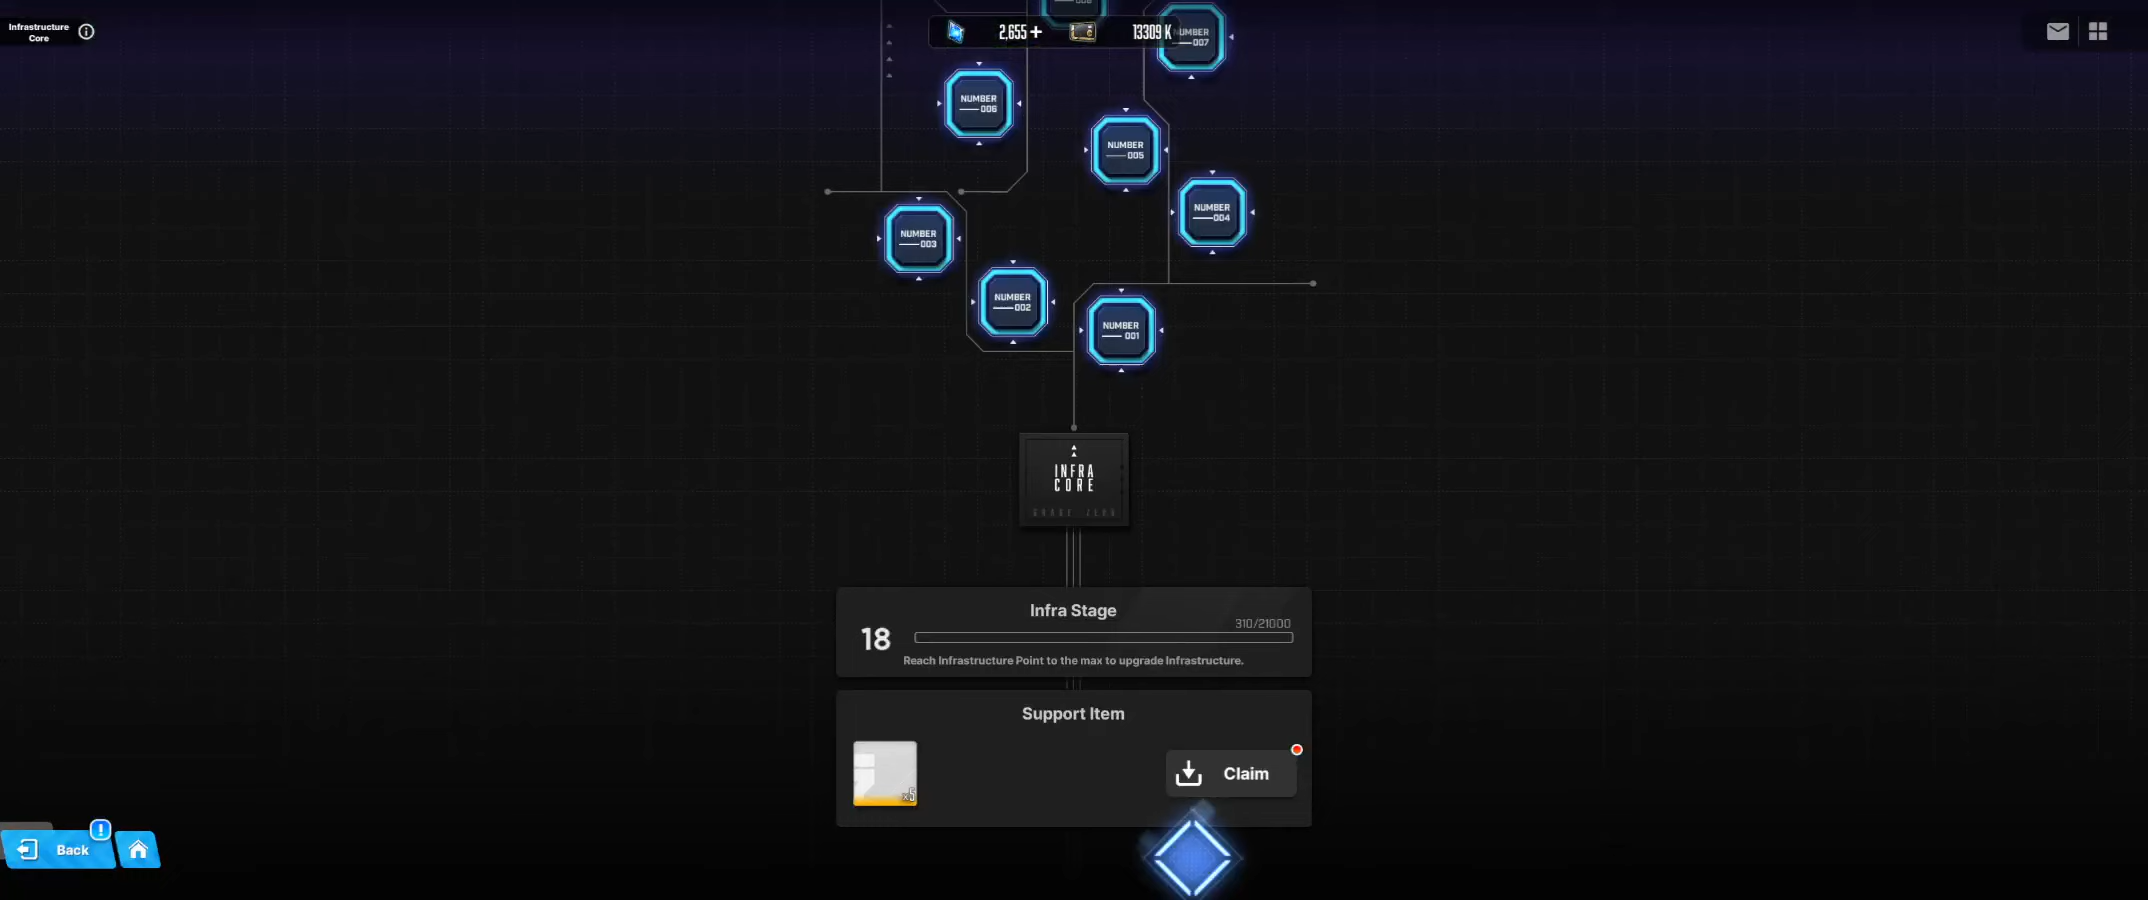 Infrastructure
Core
2,655
13309 K
NUMBER
007
NUMBER
006
NUMBER
005
NUMBER
004
NUMBER
003
NUMBER
002
NUMBER
001
INFRA
CORE
Infra Stage
18
310/21000
Reach Infrastructure Point to the max to upgrade Infrastructure.
Support Item
x5
Claim
Back